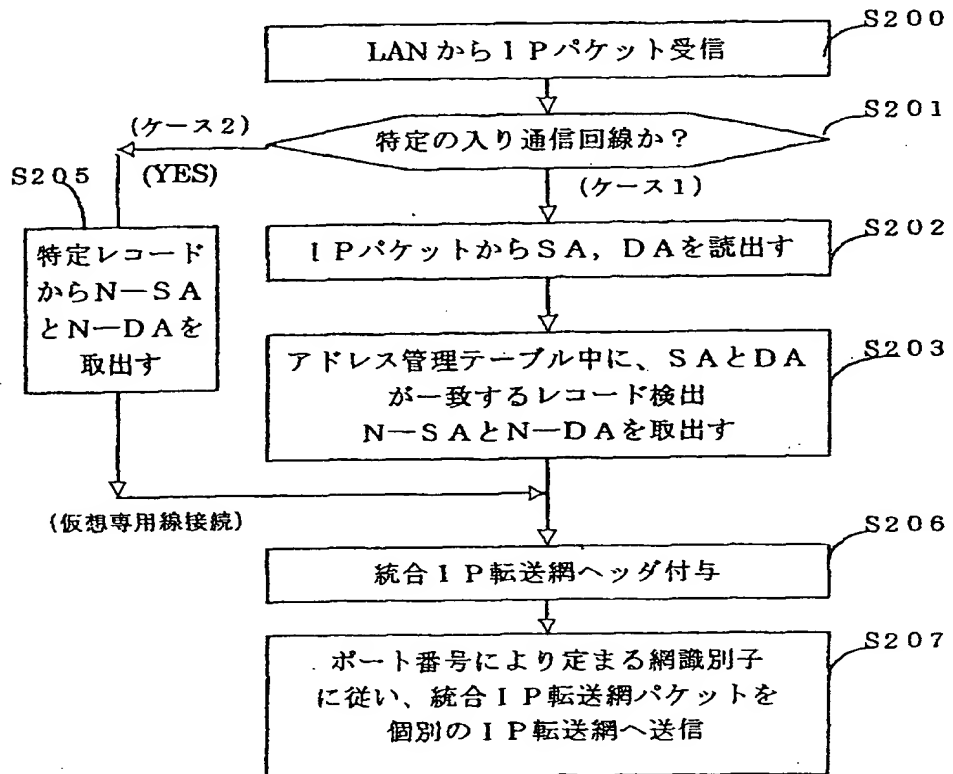 S200
LANからIPパケット受信
S201
特定の入り通信回線か?
(ケース2)
(YES)
(ケース1)
S205
特定レコード
からN—SA
とN—DAを
取出す
S202
IPパケットからSA,DAを読出す
S203
アドレス管理テーブル中に、SAとDA
が一致するレコード検出
N—SAとN—DAを取出す
(仮想専用線接続)
S206
統合IP転送網ヘッダ付与
S207
ポート番号により定まる網識別子
に従い、統合IP転送網パケットを
個別のIP転送網へ送信